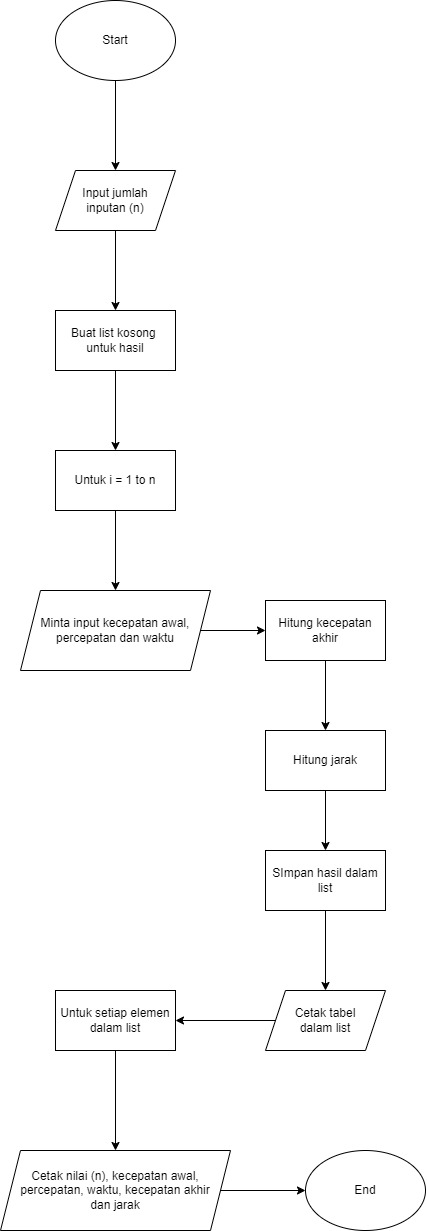 Start
Input jumlah
inputan (n)
Buat list kosong
untuk hasil
Untuk i = 1 to n
Minta input kecepatan awal,
percepatan dan waktu
Hitung kecepatan
akhir
Hitung jarak
SImpan hasil dalam
list
Cetak tabel
dalam list
Untuk setiap elemen
dalam list
Cetak nilai (n), kecepatan awal,
percepatan, waktu, kecepatan akhir
dan jarak
End